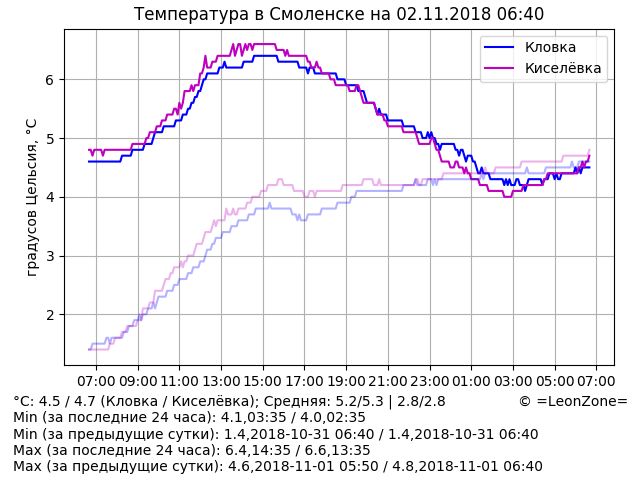 Температура в Смоленске на 02.11.2018 06:40
Кловка
Киселёвка
градусов Цельсия, °C
6
5
4
3
2
07:00 09:00 11:00 13:00 15:00 17:00 19:00 21:00 23:00 01:00 03:00 05:00 07:00
°C: 4.5 / 4.7 (Кловка / Киселёвка); Средняя: 5.2/5.3 | 2.8/2.8 © =LeonZone=
Min (за последние 24 часа): 4.1,03:35 / 4.0,02:35
Min (за предыдущие сутки): 1.4,2018-10-31 06:40 / 1.4,2018-10-31 06:40
Max (за последние 24 часа): 6.4,14:35 / 6.6,13:35
Max (за предыдущие сутки): 4.6,2018-11-01 05:50 / 4.8,2018-11-01 06:40